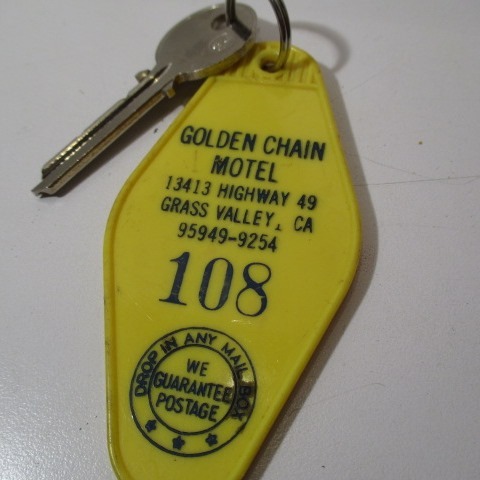 GOLDEN CHAIN
MOTEL
13413 HIGHWAY 49
GRASS VALLEY, CA
95949-9254
108
DROP IN ANY MAIL BOX
WE
GUARANTEE
POSTAGE